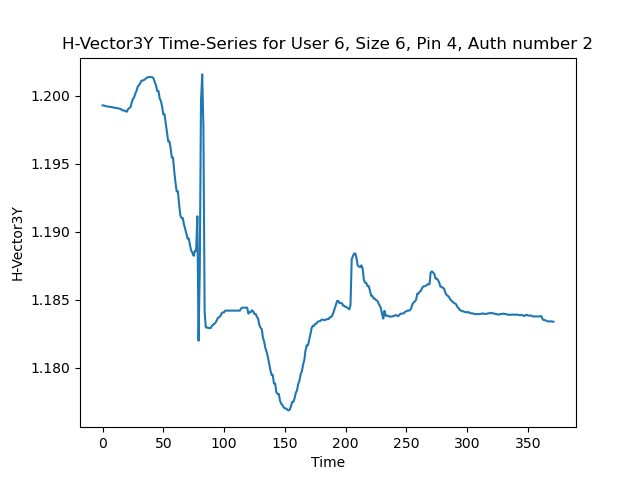 H-Vector3Y Time-Series for User 6, Size 6, Pin 4, Auth number 2
1.200
1.195
1.190
1.185
1.180
H-Vector3Y
0 50 100 150 200 250 300 350
Time